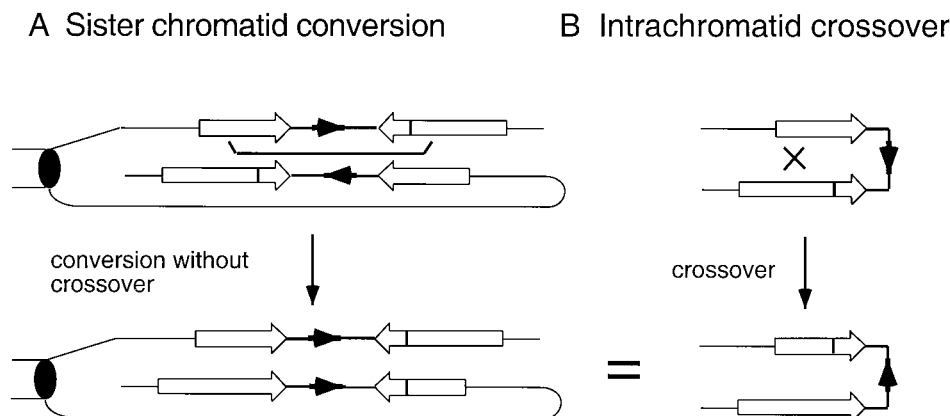 A Sister chromatid conversion
B Intrachromatid crossover
conversion without
crossover
crossover
=